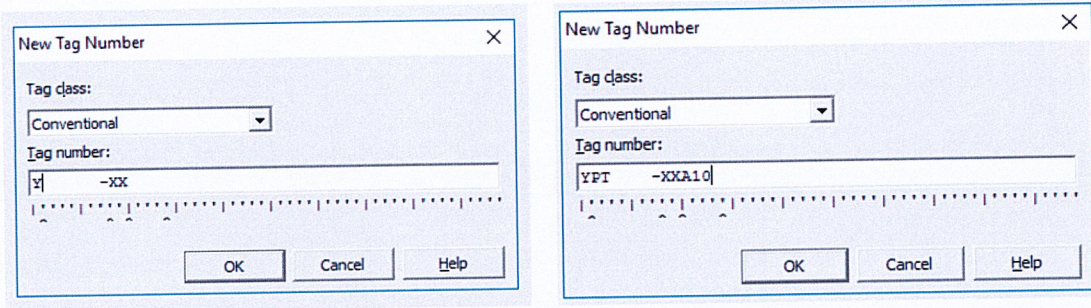 New Tag Number
Tag class:
Conventional
Tag number:
Y      -XX
OK Cancel Help
New Tag Number
Tag class:
Conventional
Tag number:
YPT    -XXA10
OK Cancel Help